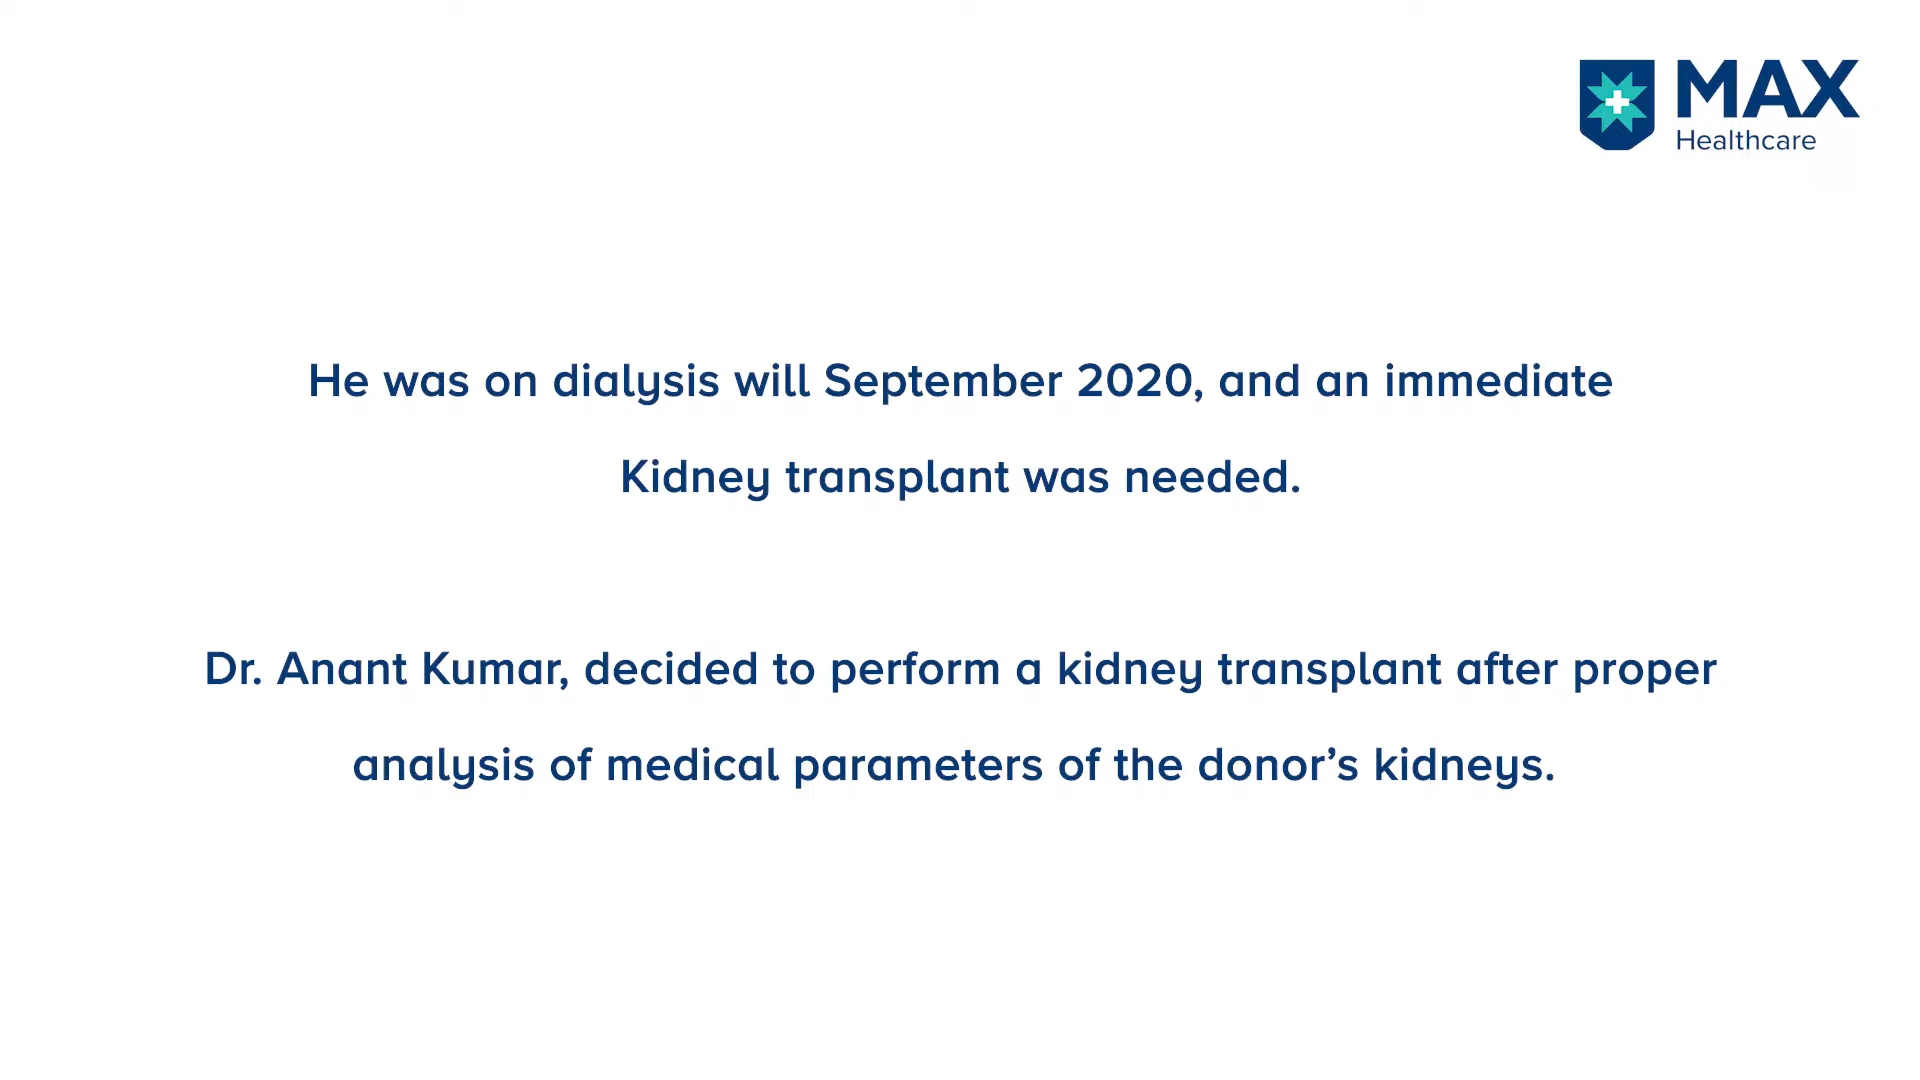 MAX
Healthcare
He was on dialysis will September 2020, and an immediate
Kidney transplant was needed.
Dr. Anant Kumar, decided to perform a kidney transplant after proper
analysis of medical parameters of the donor’s kidneys.